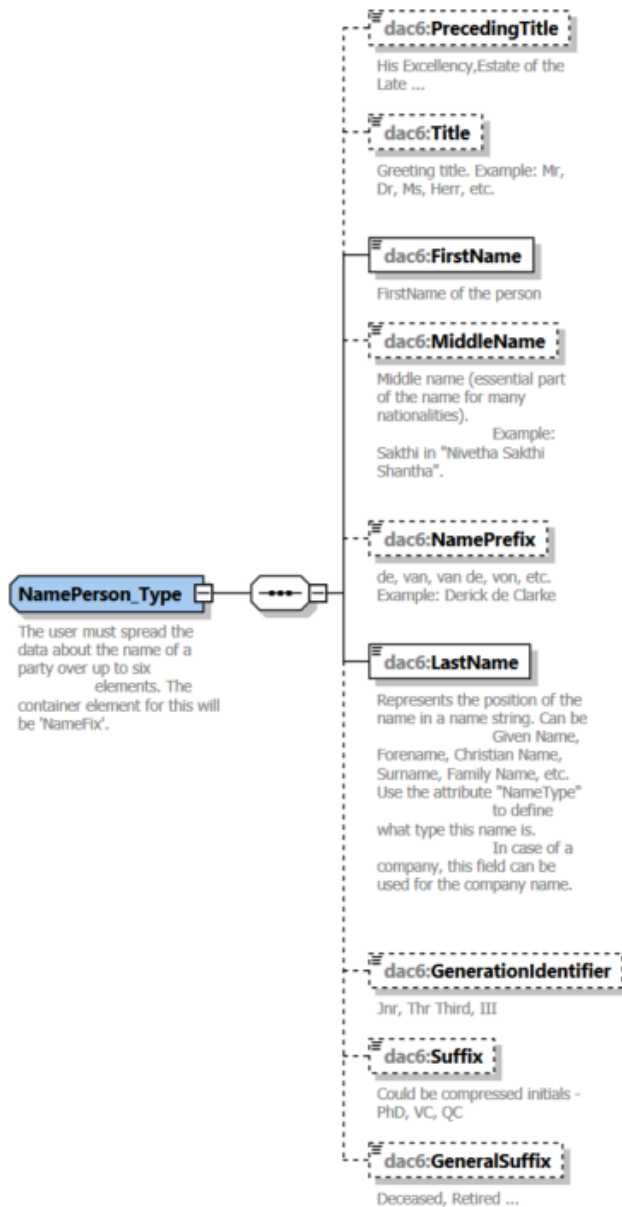 dac6:PrecedingTitle
His Excellency,Estate of the
Late ...
dac6:Title
Greeting title. Example: Mr,
Dr, Ms, Herr, etc.
dac6:FirstName
FirstName of the person
dac6:MiddleName
Middle name (essential part
of the name for many
nationalities).
Example:
Sakthi in "Nivetha Sakthi
Shantha".
dac6:NamePrefix
de, van, van de, von, etc.
Example: Derick de Clarke
NamePerson_Type
The user must spread the
data about the name of a
party over up to six
elements. The
container element for this will
be 'NameFix'.
dac6:LastName
Represents the position of the
name in a name string. Can be
Given Name,
Forename, Christian Name,
Surname, Family Name, etc.
Use the attribute "NameType"
to define
what type this name is.
In case of a
company, this field can be
used for the company name.
dac6:GenerationIdentifier
Jnr, Thr Third, III
dac6:Suffix
Could be compressed initials -
PhD, VC, QC
dac6:GeneralSuffix
Deceased, Retired ...